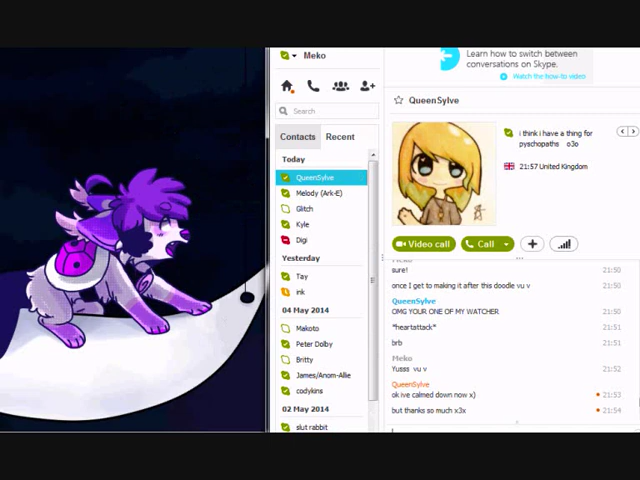 Meko
Learn how to switch between
conversations on Skype.
Watch the how-to video
Search
Contacts
Recent
Today
QueenSylve
Melody (Ark-E)
Glitch
Kyle
Digi
Yesterday
Tay
ink
04 May 2014
Makoto
Peter Dolby
Britty
James/Anom-Allie
codykins
02 May 2014
slut rabbit
QueenSylve
i think i have a thing for
pyschopaths o3o
21:57 United Kingdom
Video call
Call
Meko
sure! 21:50
once I get to making it after this doodle vu v 21:50
QueenSylve
OMG YOUR ONE OF MY WATCHER 21:50
*heartattack* 21:51
brb 21:51
Meko
Yusss vu v 21:52
QueenSylve
ok ive calmed down now x) 21:53
but thanks so much x3x 21:54